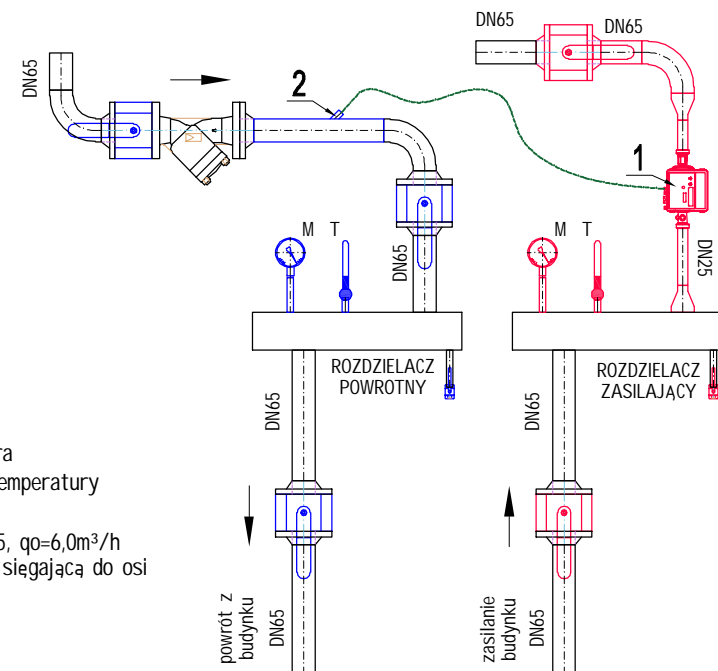 DN65
DN65
DN65
2
1
M T
DN65
M T
DN25
ROZDZIELACZ
POWROTNY
ROZDZIELACZ
ZASILAJĄCY
DN65
DN65
ra
emperatury
5, qo=6,0m³/h
sięgającą do osi
powrót z
budynku
DN65
zasilanie
budynku
DN65